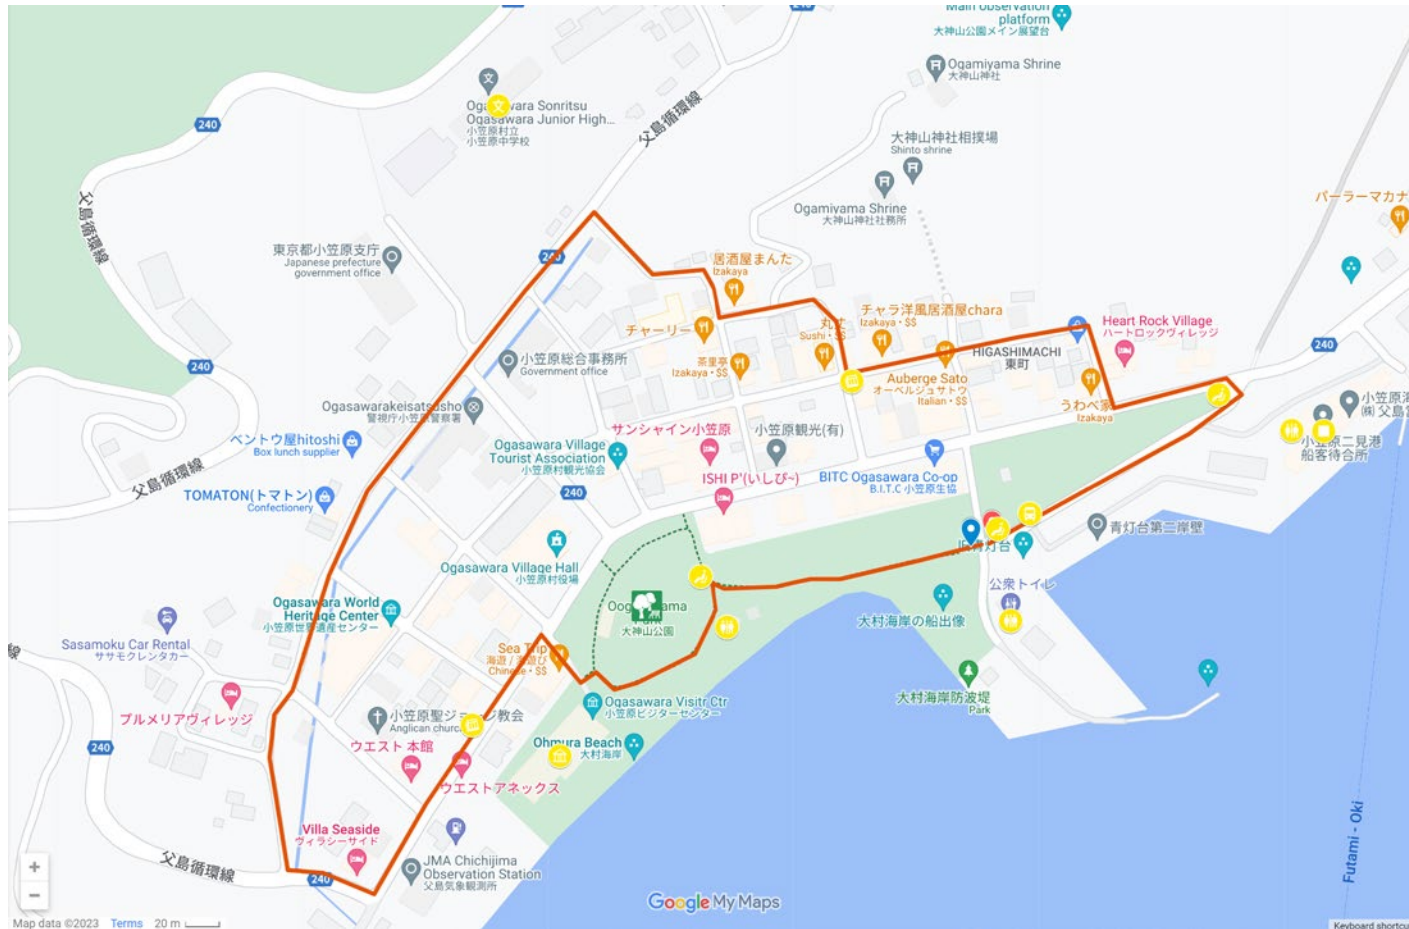 Main observation
platform
大神山公園メイン展望台
Ogamiyama Shrine
大神山神社
Ogasawara Sonritsu
Ogasawara Junior High...
小笠原村立
小笠原中学校
240
父島循環線
大神山神社相撲場
Shinto shrine
240
父島循環線
Ogamiyama Shrine
大神山神社社務所
パーラーマカナ
東京都小笠原支庁
Japanese prefecture
government office
240
居酒屋まんた
Izakaya
チャーリー
丸丈
Sushi・$$
チャラ洋風居酒屋chara
Izakaya・$$
Heart Rock Village
ハートロックヴィレッジ
HIGASHIMACHI
東町
240
小笠原総合事務所
Government office
茶里亭
Izakaya・$$
Auberge Sato
オーベルジュサトウ
Italian・$$
うわべ家
Izakaya
Ogasawarakeisatsusho
警視庁小笠原警察署
ベントウ屋hitoshi
Box lunch supplier
サンシャイン小笠原
小笠原観光(有)
小笠原二見港
船客待合所
Ogasawara Village
Tourist Association
小笠原村観光協会
父島循環線
TOMATON(トマトン)
Confectionery
240
ISHI P'(いしぴ~)
BITC Ogasawara Co-op
B.I.T.C 小笠原生協
青灯台第二岸壁
青灯台
Ogasawara Village Hall
小笠原村役場
公衆トイレ
Ogasawara World
Heritage Center
小笠原世界遺産センター
大神山公園
大村海岸の船出像
Sasamoku Car Rental
ササモクレンタカー
Sea Trip
Chinese・$$
大村海岸防波堤
Park
プルメリアヴィレッジ
Ogasawara Visitr Ctr
小笠原ビジターセンター
小笠原聖ジョージ教会
Anglican church
240
ウエスト 本館
Ohmura Beach
大村海岸
ウエストアネックス
Villa Seaside
ヴィラシーサイド
父島循環線
240
JMA Chichijima
Observation Station
父島気象観測所
Futami - Oki
+
−
Google My Maps
Map data ©2023 Terms 20 m
Keyboard shortcu